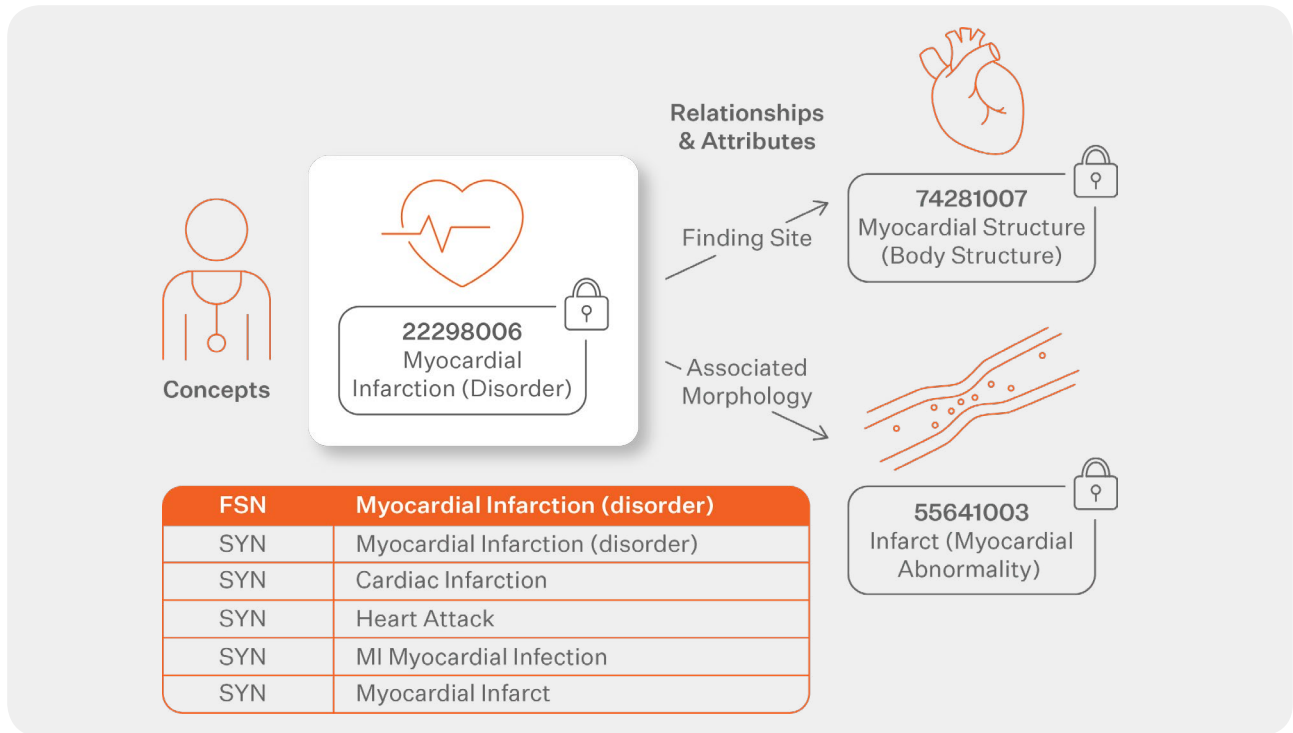 Relationships
& Attributes
74281007
Myocardial Structure
(Body Structure)
Finding Site
22298006
Myocardial
Infarction (Disorder)
Concepts
Associated
Morphology
55641003
Infarct (Myocardial
Abnormality)
FSN Myocardial Infarction (disorder)
SYN Myocardial Infarction (disorder)
SYN Cardiac Infarction
SYN Heart Attack
SYN MI Myocardial Infection
SYN Myocardial Infarct